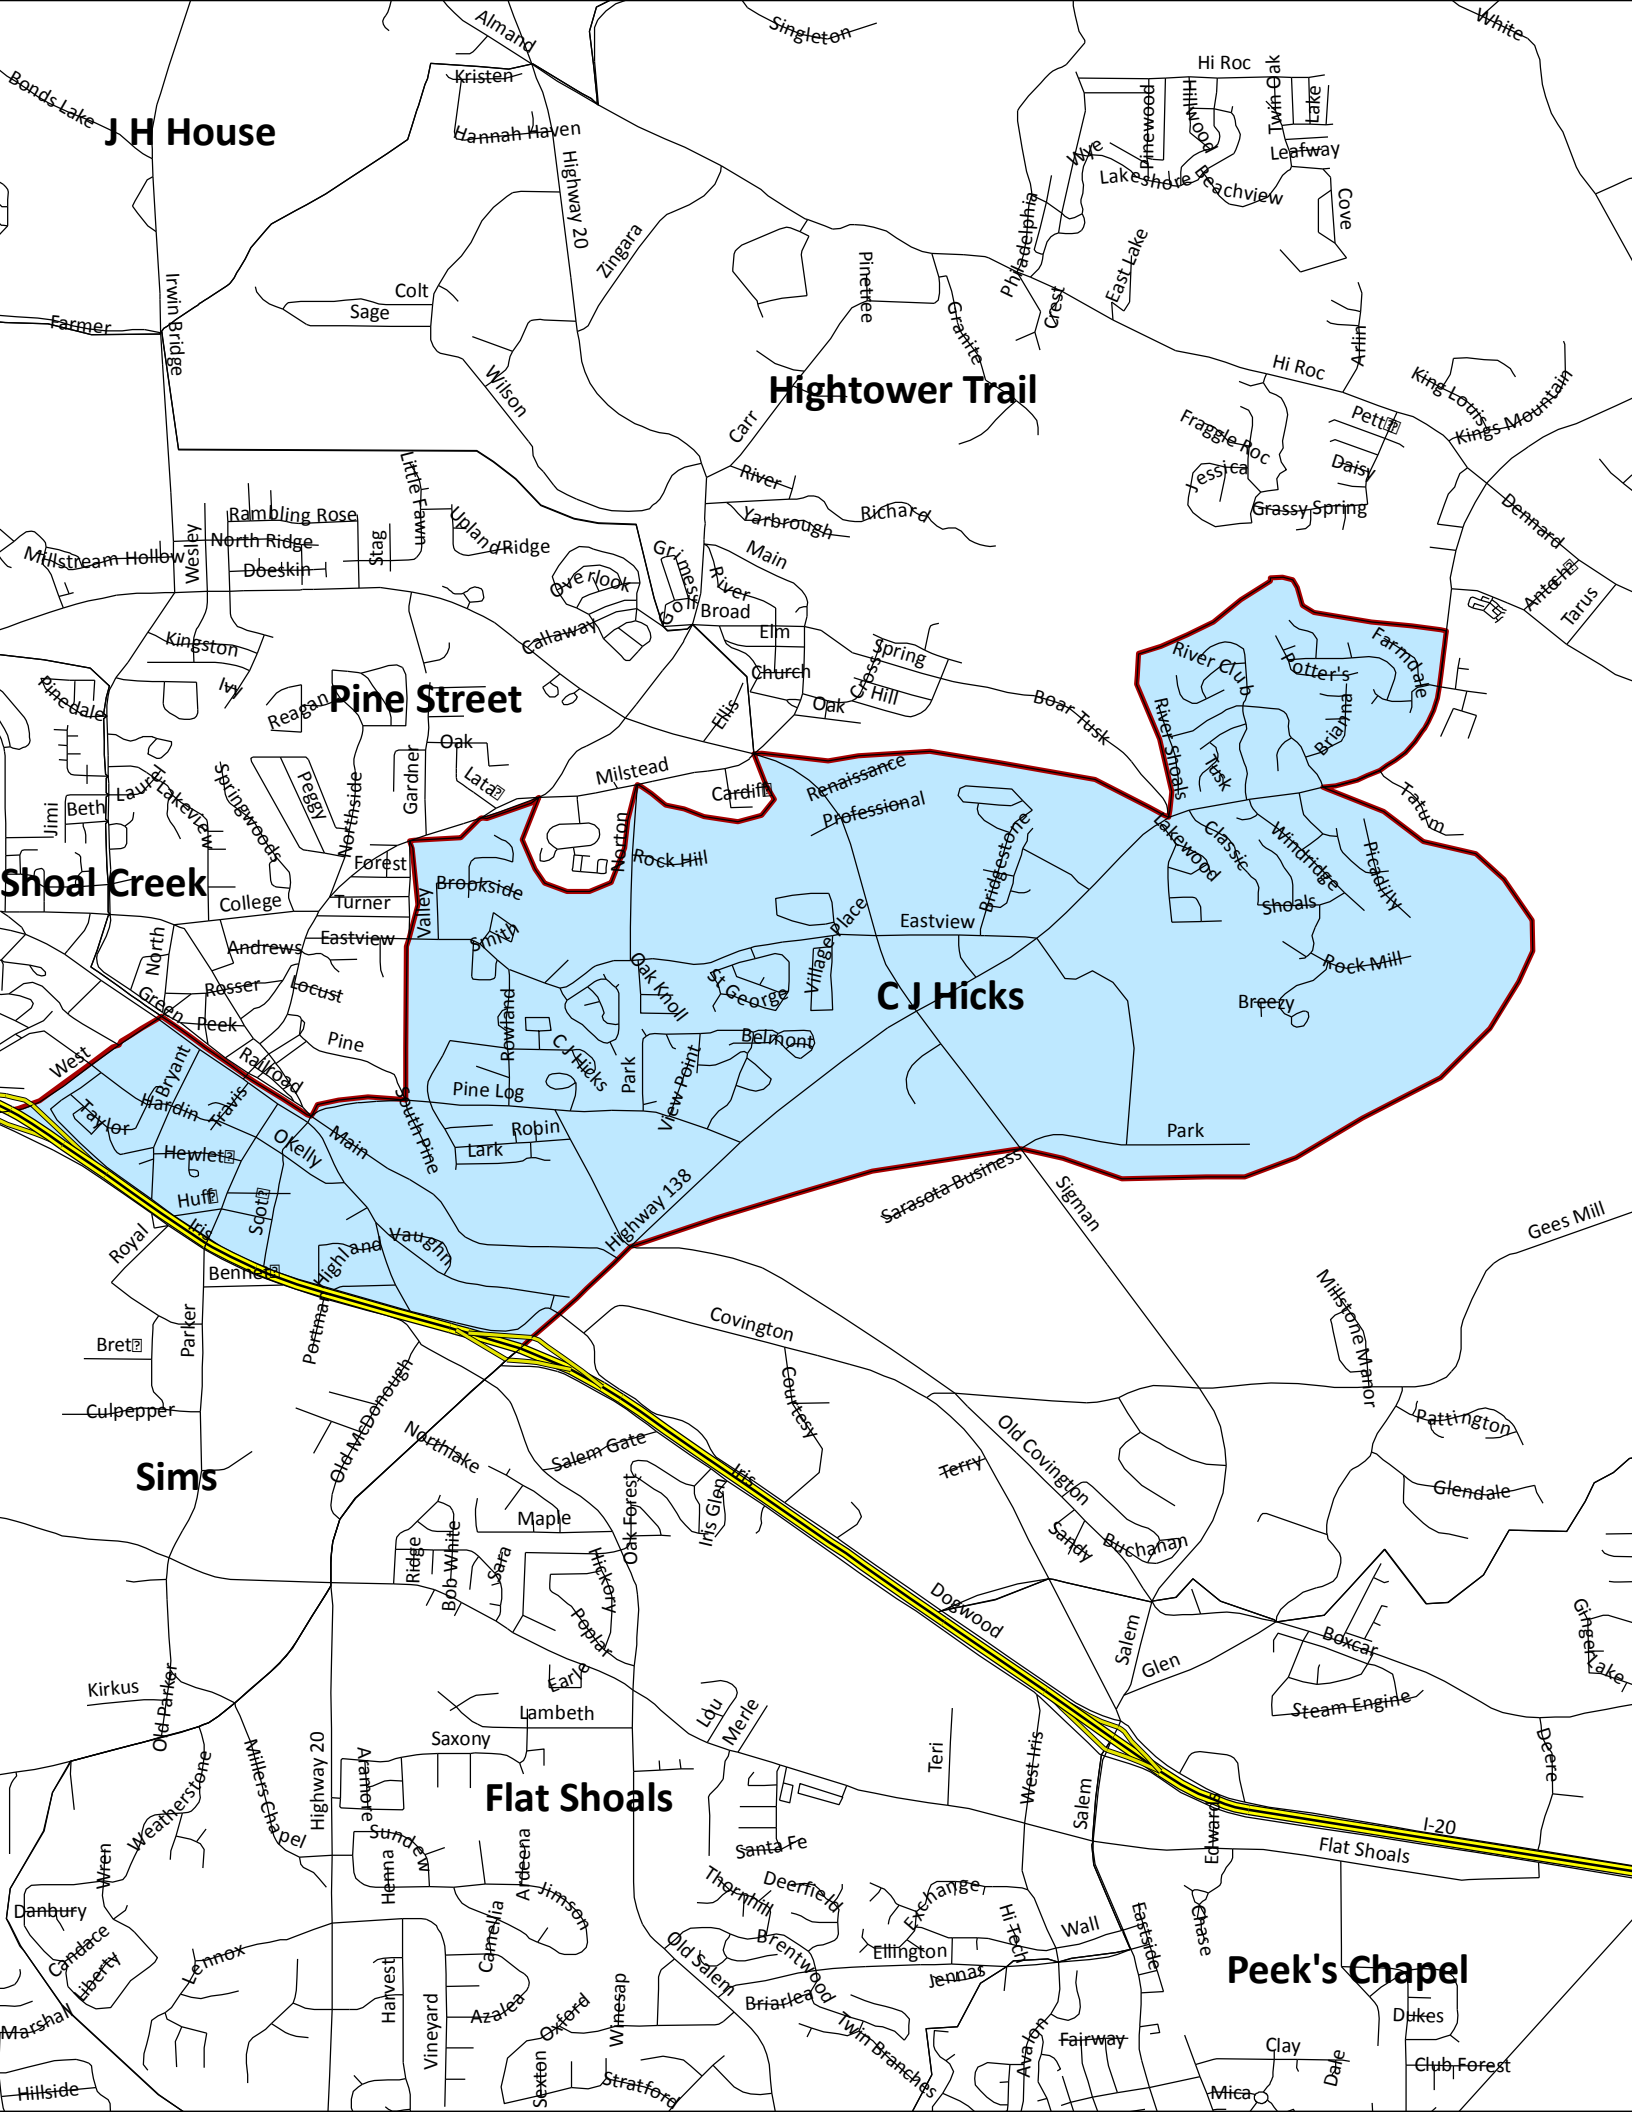 Almand
Singleton
White
Bonds Lake
Kristen
Hi Roc
Twin Oak
Lake
Pinewood
Hillwood
J H House
Hannah Haven
Highway 20
Wye
Leafway
Lakeshore
Beachview
Cove
Philadelphia
Zingara
East Lake
Pinetree
Crest
Colt
Sage
Irwin Bridge
Farmer
Granite
Arlin
Hi Roc
Wilson
Hightower Trail
King Louis
Kings Mountain
Carr
Pett
Fraggle Roc
Daisy
Jessica
Little Fawn
River
Grassy Spring
Dennard
Rambling Rose
Upland Ridge
Yarbrough
Richard
North Ridge
Stag
Wesley
Millstream Hollow
Doeskin
Main
Grimes
River
Overlook
Golf
Broad
Antioch
Tarus
Callaway
Elm
Kingston
Spring
Cross
Church
Hill
Oak
River Club
Potter's
Farmdale
Ivy
Pinedale
Reagan
Pine Street
Ellis
Boar Tusk
River Shoals
Brianna
Tusk
Oak
Gardner
Lata
Milstead
Cardiff
Renaissance
Professional
Tatum
Laurel
Lakeview
Springwoods
Peggy
Northside
Jimi
Beth
Norton
Rock Hill
Bridgestone
Lakewood
Classic
Windridge
Picadilly
Shoal Creek
Forest
Brookside
College
Turner
Valley
Shoals
Eastview
Village Place
Eastview
Andrews
Smith
North
Rock Mill
Rosser
Locust
Oak Knoll
St George
C J Hicks
Breezy
Green
Peek
Pine
Rowland
C J Hicks
Belmont
Park
View Point
West
Railroad
Bryant
Travis
Hardin
Taylor
South Pine
Pine Log
Robin
Lark
Main
OKelly
Park
Hewlet
Huff
Scot
Sarasota Business
Sigman
Highway 138
Gees Mill
Royal
Iris
Vaughn
Highland
Bennet
Portman
Parker
Covington
Millstone Manor
Bret
Courtesy
Old McDonough
Culpepper
Pattington
Northlake
Salem Gate
Old Covington
Terry
Sims
Iris
Iris Glen
Oak Forest
Glendale
Maple
Sandy
Buchanan
Ridge
Bob White
Sara
Hickory
Poplar
Dogwood
Salem
Boxcar
Ginger Lake
Glen
Earle
Kirkus
Old Parker
Lambeth
Lou
Merle
Steam Engine
Saxony
Highway 20
Millers Chapel
Aramore
Teri
West Iris
Salem
Deere
Weatherstone
Flat Shoals
Edwards
I-20
Flat Shoals
Santa Fe
Sundew
Wren
Henna
Ardeena
Jimson
Thornhill
Deerfield
Exchange
Chase
Danbury
Candace
Liberty
Camellia
Hi Tech
Wall
Eastside
Lennox
Old Salem
Brentwood
Ellington
Jennas
Peek's Chapel
Harvest
Vineyard
Azalea
Oxford
Winesap
Briarlea
Twin Branches
Dukes
Marshall
Avalon
Fairway
Clay
Dale
Club Forest
Hillside
Sexton
Stratford
Mica